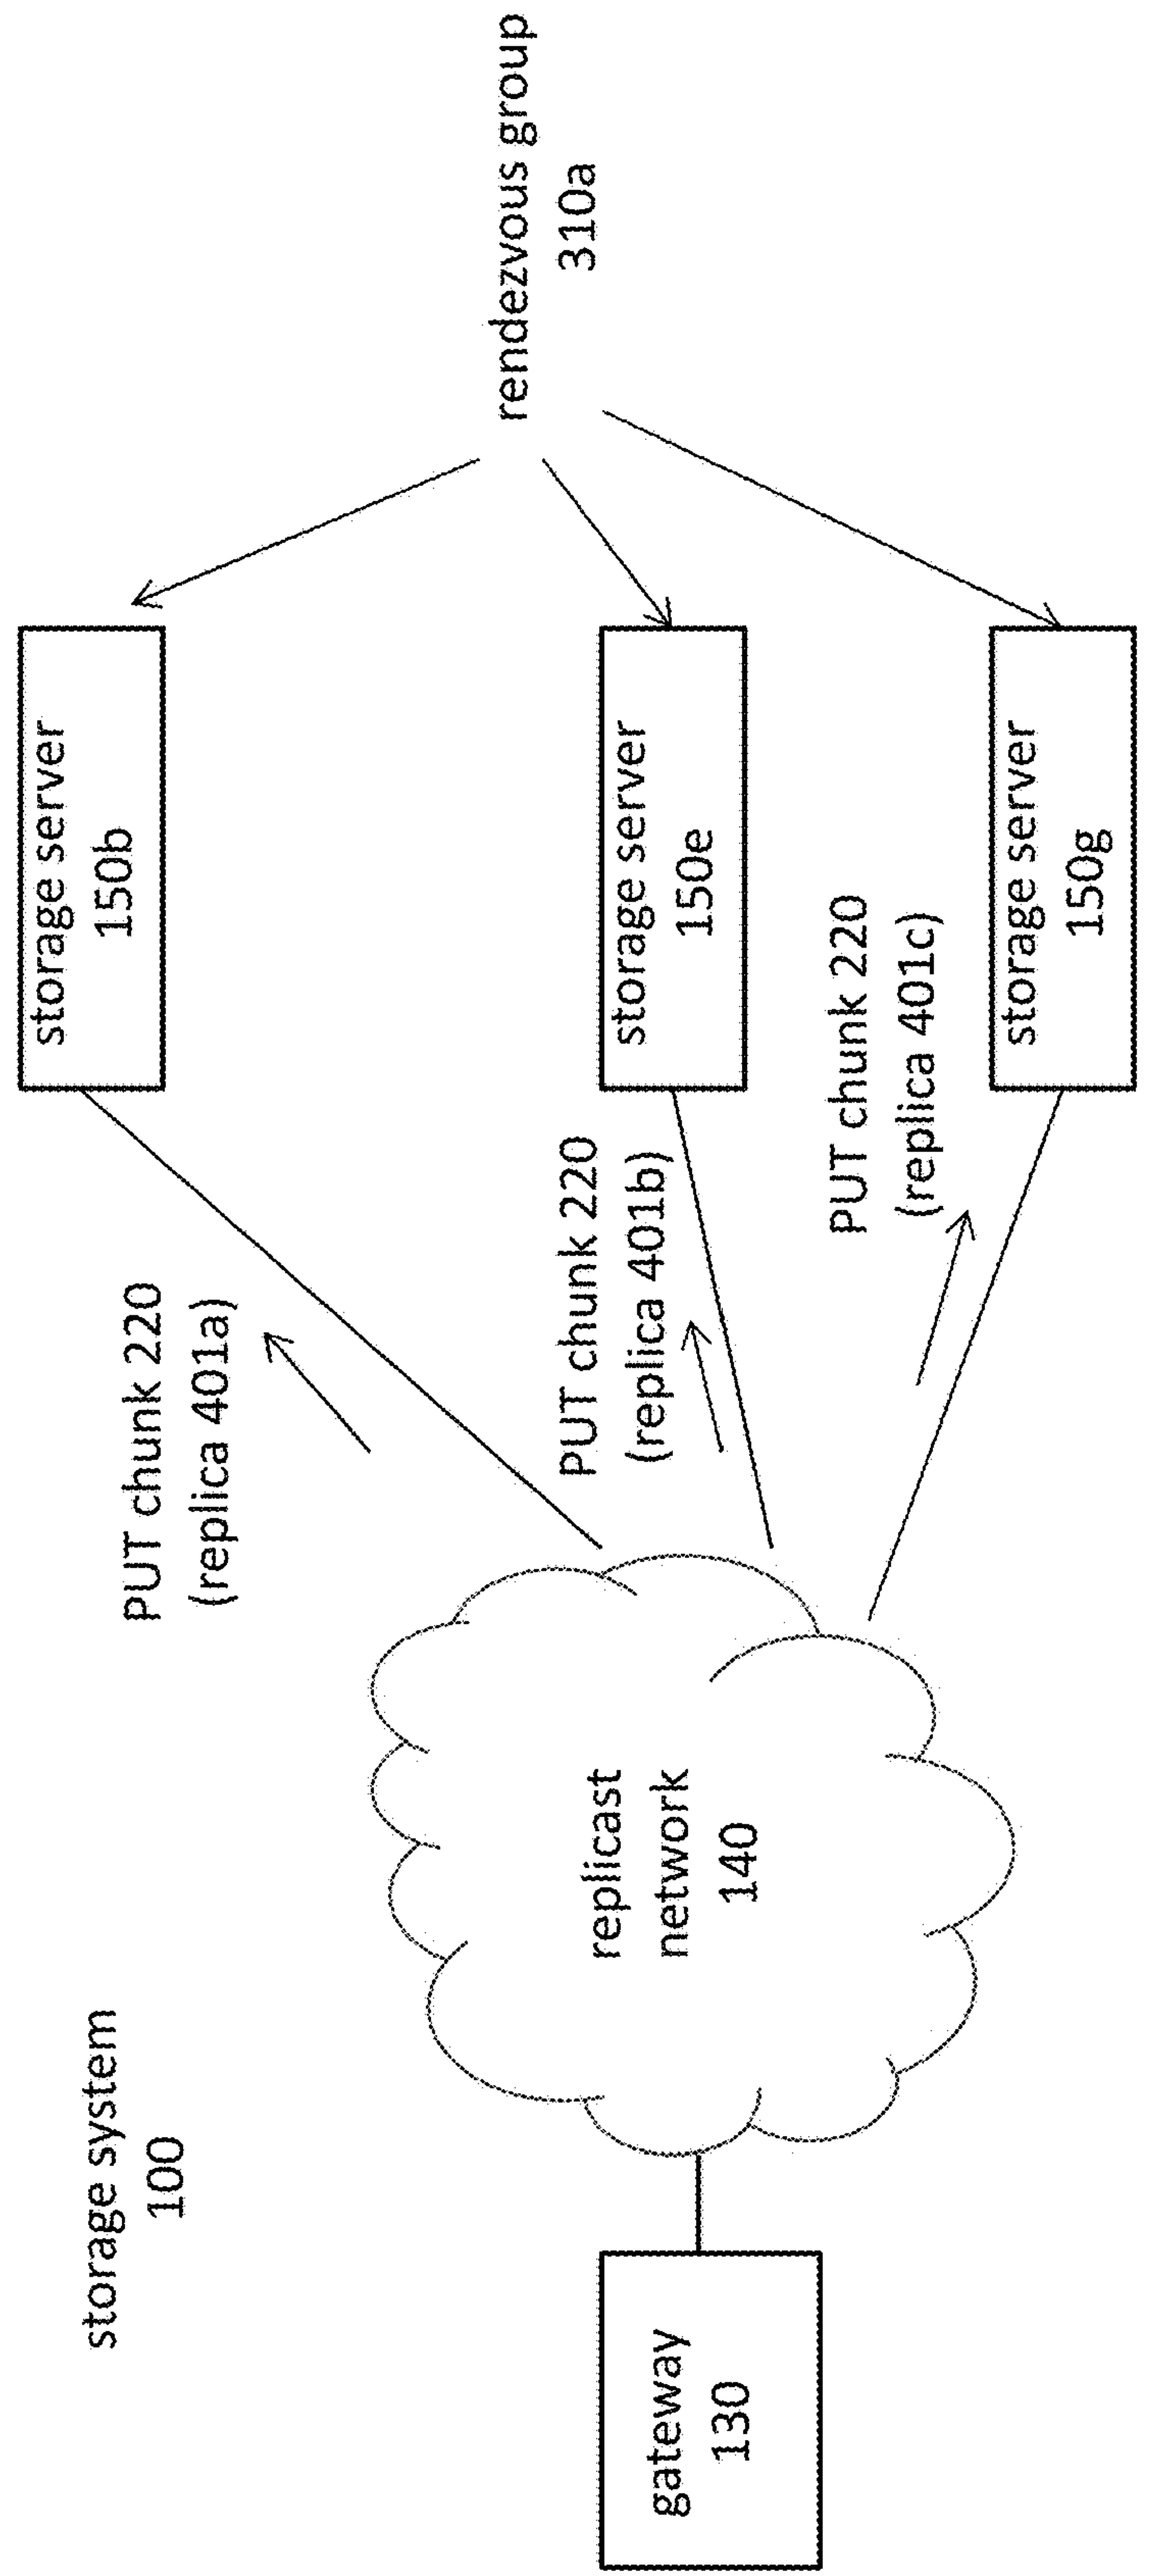 storage system
100
gateway
130
replicast
network
140
PUT chunk 220
(replica 401a)
PUT chunk 220
(replica 401b)
PUT chunk 220
(replica 401c)
storage server
150b
storage server
150e
storage server
150g
rendezvous group
310a